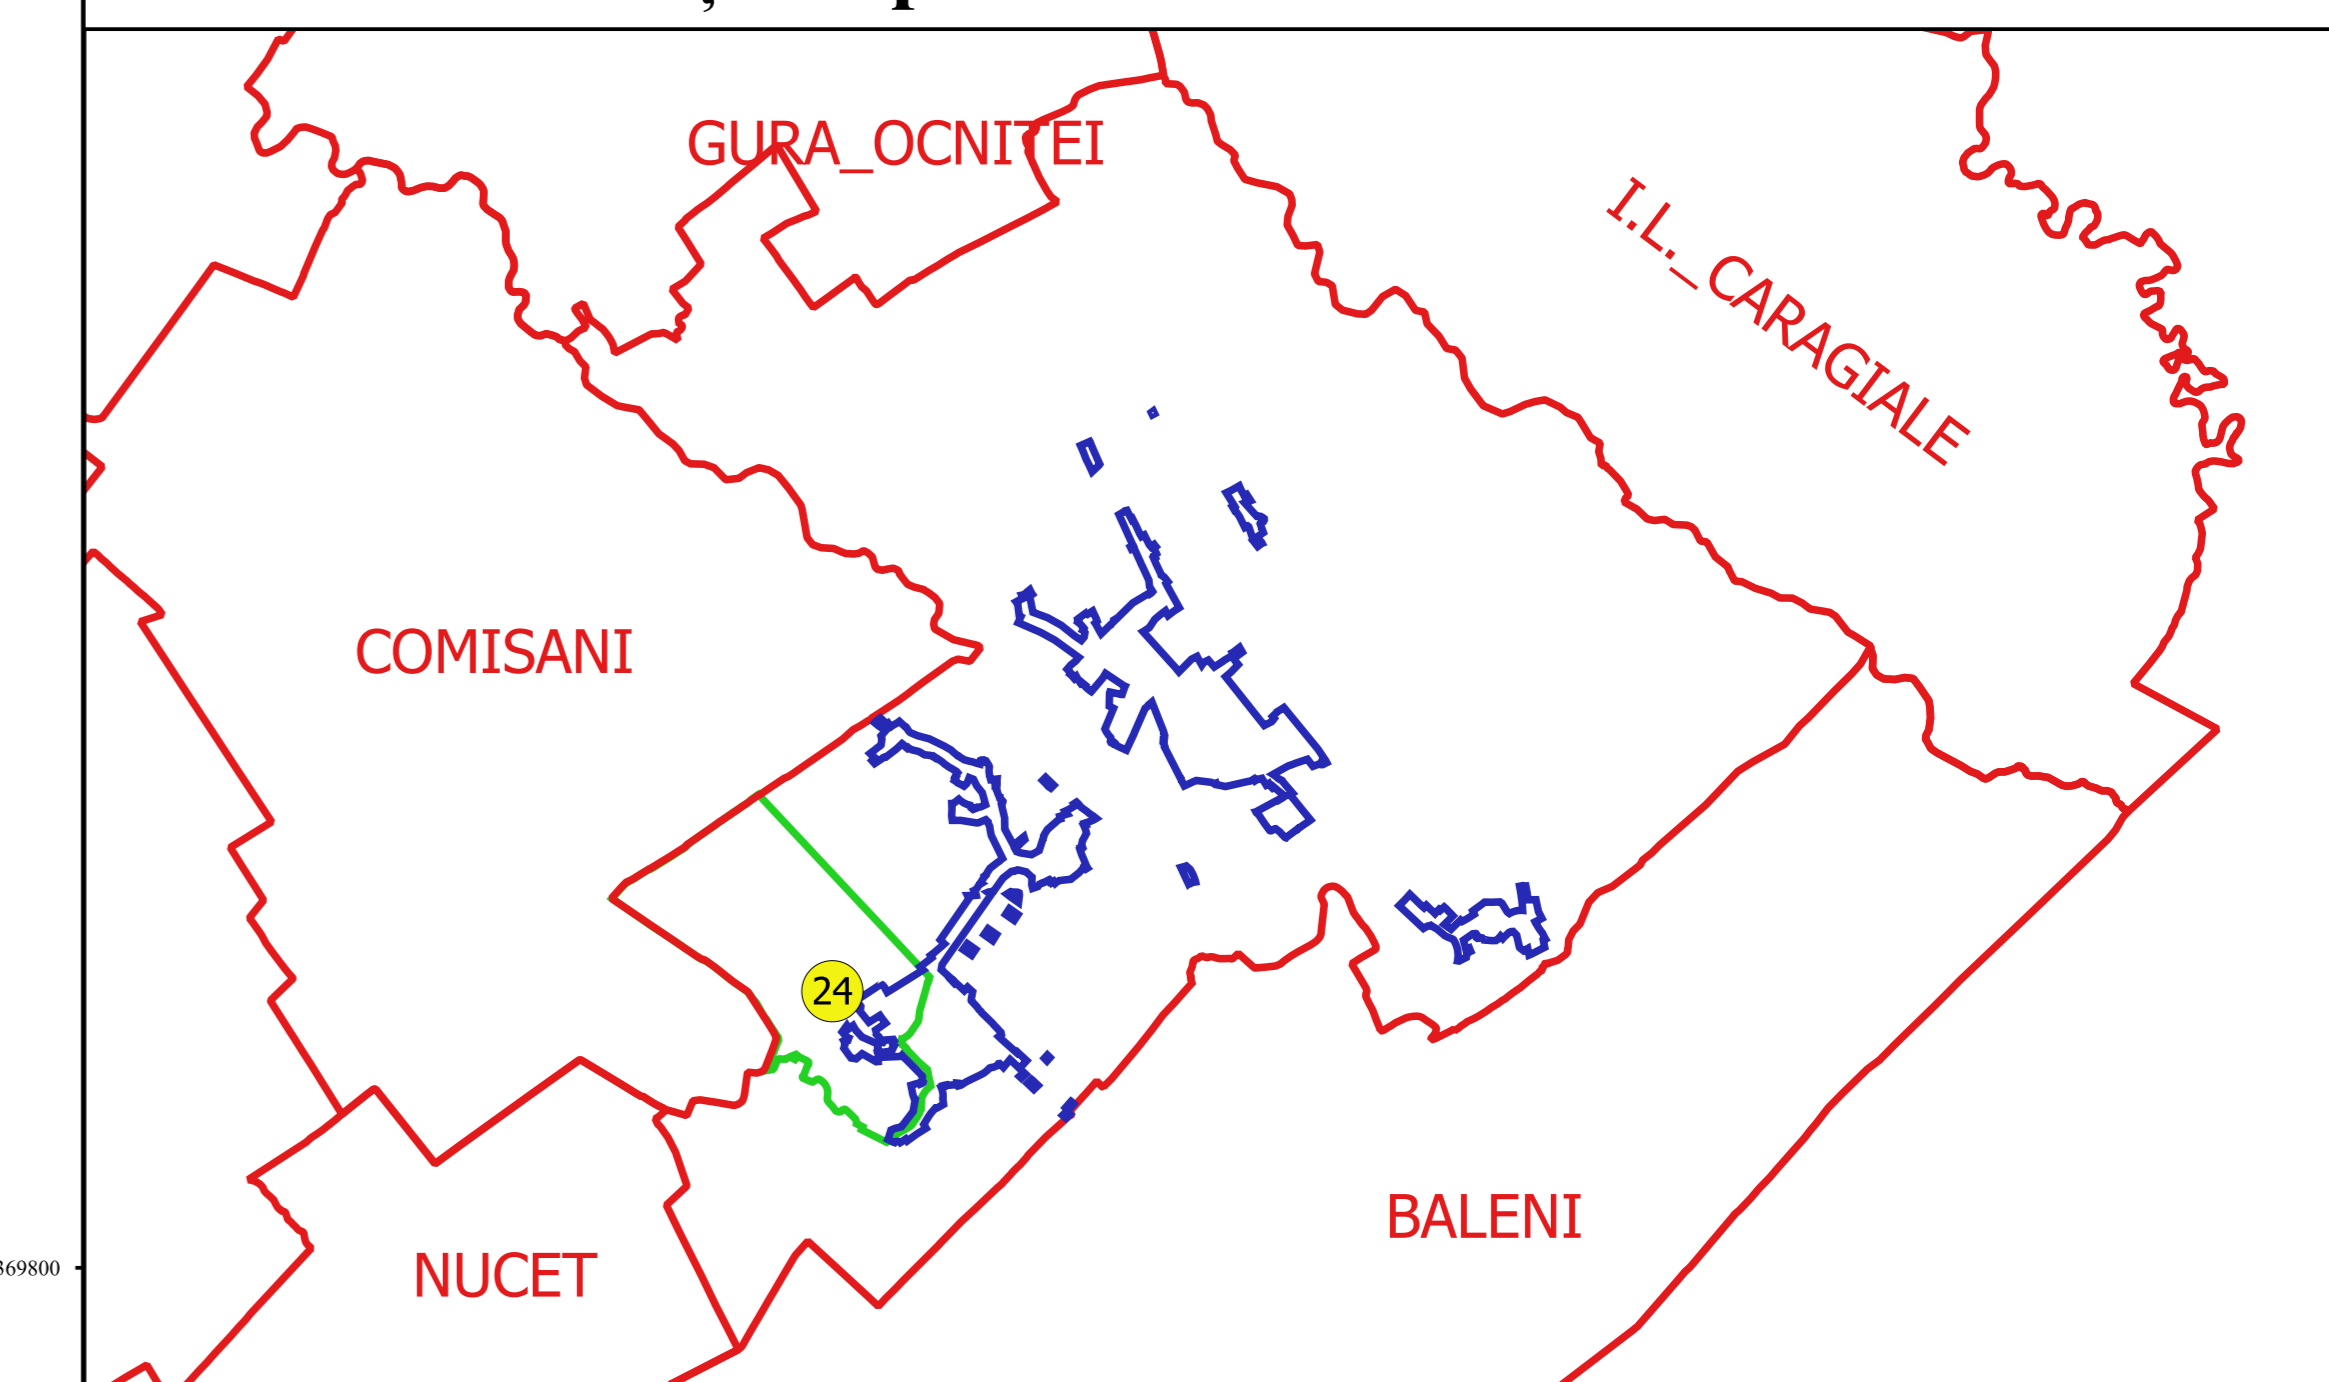 GURA_OCNITEI
I.L._CARAGIALE
COMISANI
24
BALENI
NUCET
369800